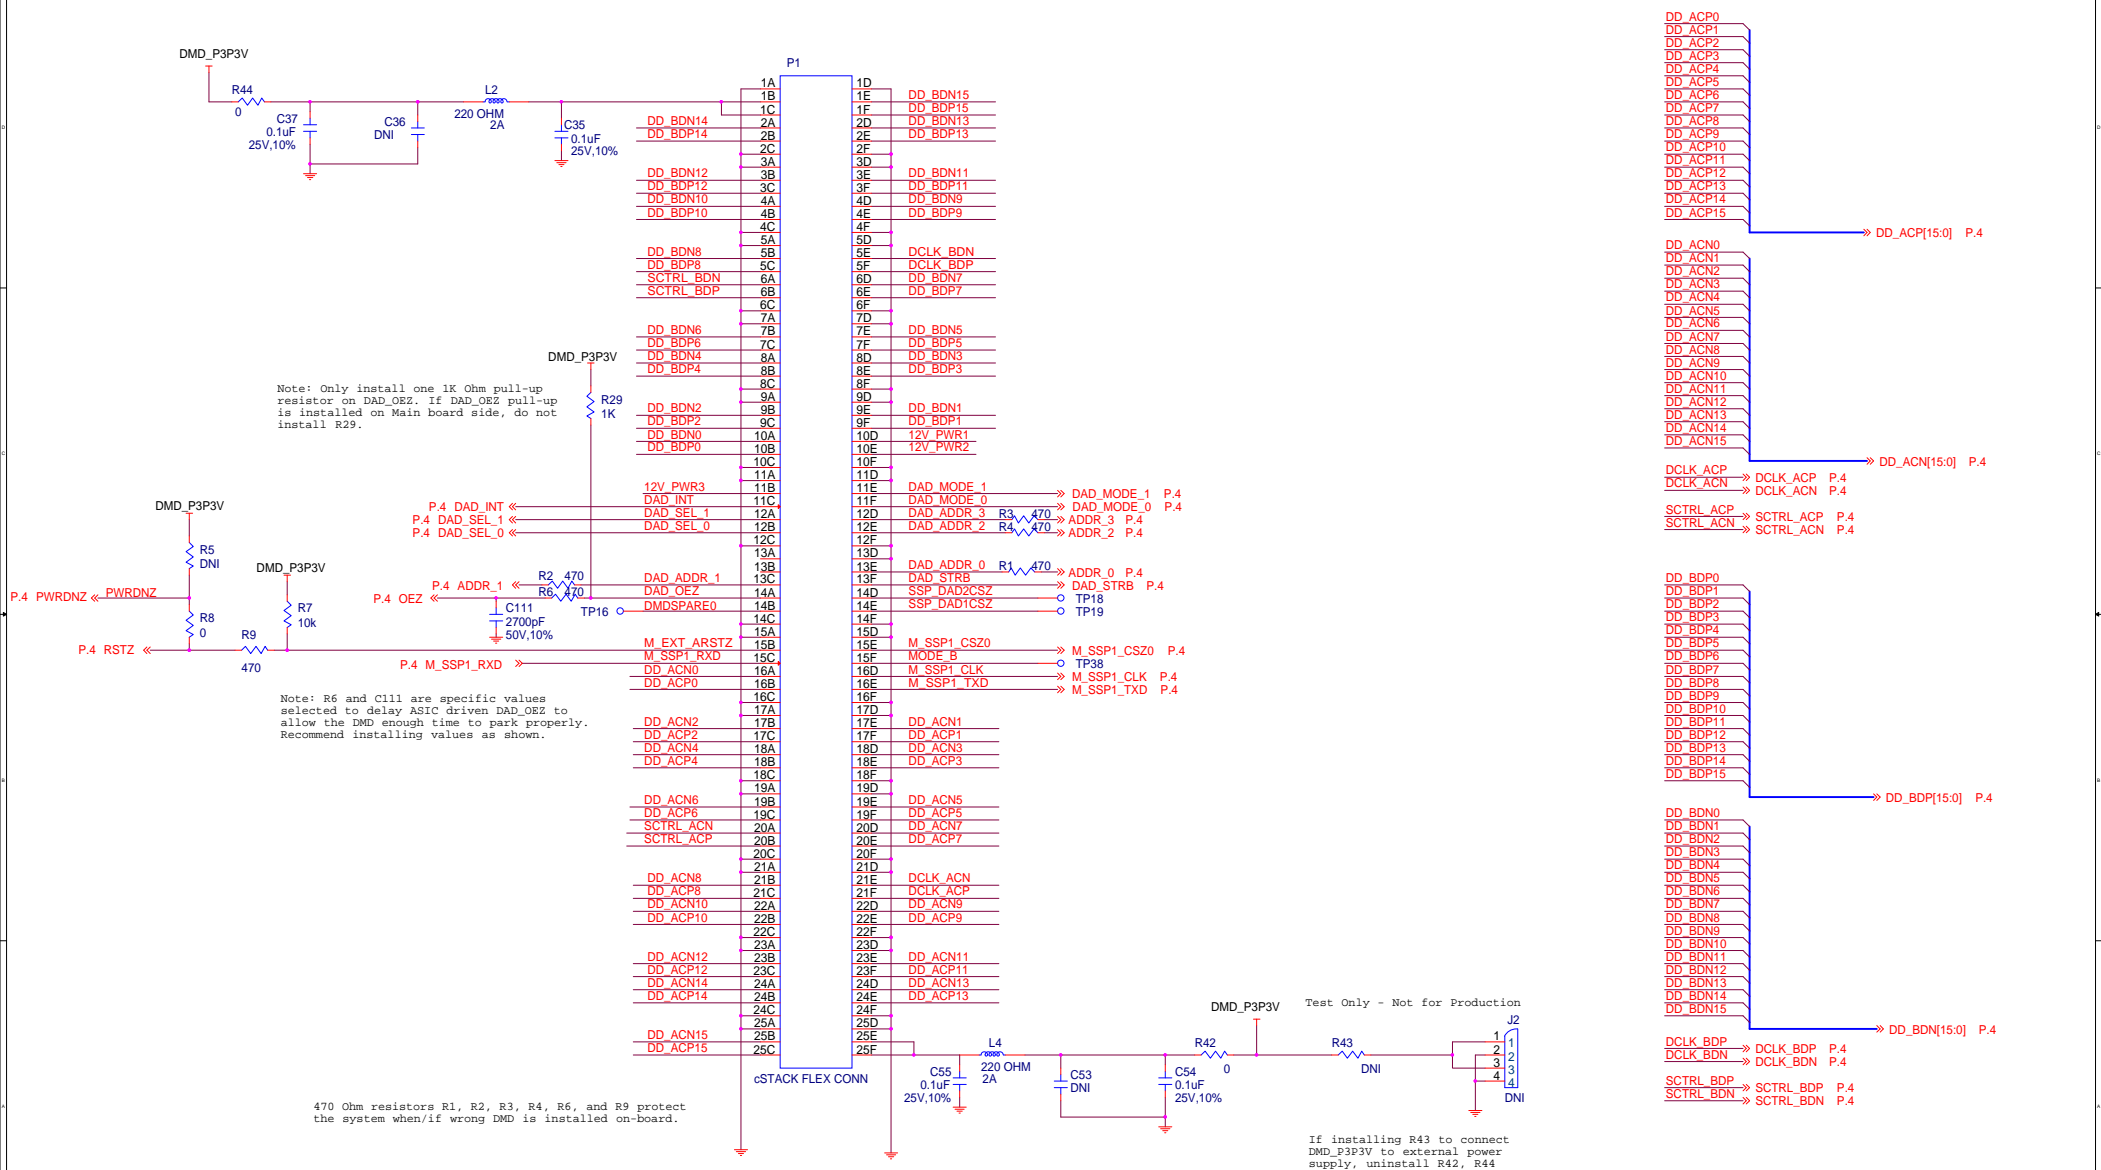 DMD_P3P3V
R44
0
C37
0.1uF
25V,10%
C36
DNI
L2
220 OHM
2A
C35
0.1uF
25V,10%
P1
1A
1B
1C
DD_BDN14 2A
DD_BDP14 2B
2C
3A
DD_BDN12 3B
DD_BDP12 3C
DD_BDN10 4A
DD_BDP10 4B
4C
5A
DD_BDN8 5B
DD_BDP8 5C
SCTRL_BDN 6A
SCTRL_BDP 6B
6C
7A
DD_BDN6 7B
DD_BDP6 7C
DD_BDN4 8A
DD_BDP4 8B
8C
9A
DD_BDN2 9B
DD_BDP2 9C
DD_BDN0 10A
DD_BDP0 10B
10C
11A
12V_PWR3 11B
P.4 DAD_INT DAD_INT 11C
P.4 DAD_SEL_1 DAD_SEL_1 12A
P.4 DAD_SEL_0 DAD_SEL_0 12B
12C
13A
13B
P.4 ADDR_1 R2 470 DAD_ADDR_1 13C
P.4 OEZ R6 470 DAD_OEZ 14A
TP16 DMDSPARE0 14B
14C
15A
M_EXT_ARSTZ 15B
P.4 M_SSP1_RXD M_SSP1_RXD 15C
DD_ACN0 16A
DD_ACP0 16B
16C
17A
DD_ACN2 17B
DD_ACP2 17C
DD_ACN4 18A
DD_ACP4 18B
18C
19A
DD_ACN6 19B
DD_ACP6 19C
SCTRL_ACN 20A
SCTRL_ACP 20B
20C
21A
DD_ACN8 21B
DD_ACP8 21C
DD_ACN10 22A
DD_ACP10 22B
22C
23A
DD_ACN12 23B
DD_ACP12 23C
DD_ACN14 24A
DD_ACP14 24B
24C
25A
DD_ACN15 25B
DD_ACP15 25C
cSTACK FLEX CONN
1D
1E DD_BDN15
1F DD_BDP15
2D DD_BDN13
2E DD_BDP13
2F
3D
3E DD_BDN11
3F DD_BDP11
4D DD_BDN9
4E DD_BDP9
4F
5D
5E DCLK_BDN
5F DCLK_BDP
6D DD_BDN7
6E DD_BDP7
6F
7D
7E DD_BDN5
7F DD_BDP5
8D DD_BDN3
8E DD_BDP3
8F
9D
9E DD_BDN1
9F DD_BDP1
10D 12V_PWR1
10E 12V_PWR2
10F
11D
11E DAD_MODE_1 DAD_MODE_1 P.4
11F DAD_MODE_0 DAD_MODE_0 P.4
12D DAD_ADDR_3 R3 470 ADDR_3 P.4
12E DAD_ADDR_2 R4 470 ADDR_2 P.4
12F
13D
13E DAD_ADDR_0 R1 470 ADDR_0 P.4
13F DAD_STRB DAD_STRB P.4
14D SSP_DAD2CSZ TP18
14E SSP_DAD1CSZ TP19
14F
15D
15E M_SSP1_CSZ0 M_SSP1_CSZ0 P.4
15F MODE_B TP38
16D M_SSP1_CLK M_SSP1_CLK P.4
16E M_SSP1_TXD M_SSP1_TXD P.4
16F
17D
17E DD_ACN1
17F DD_ACP1
18D DD_ACN3
18E DD_ACP3
18F
19D
19E DD_ACN5
19F DD_ACP5
20D DD_ACN7
20E DD_ACP7
20F
21D
21E DCLK_ACN
21F DCLK_ACP
22D DD_ACN9
22E DD_ACP9
22F
23D
23E DD_ACN11
23F DD_ACP11
24D DD_ACN13
24E DD_ACP13
24F
25D
25E
25F
Note: Only install one 1K Ohm pull-up
resistor on DAD_OEZ. If DAD_OEZ pull-up
is installed on Main board side, do not
install R29.
DMD_P3P3V
R29
1K
DMD_P3P3V
R5
DNI
DMD_P3P3V
P.4 PWRDNZ PWRDNZ
R8
0
R7
10k
P.4 RSTZ
R9
470
C111
2700pF
50V,10%
Note: R6 and C111 are specific values
selected to delay ASIC driven DAD_OEZ to
allow the DMD enough time to park properly.
Recommend installing values as shown.
470 Ohm resistors R1, R2, R3, R4, R6, and R9 protect
the system when/if wrong DMD is installed on-board.
C55
0.1uF
25V,10%
L4
220 OHM
2A
C53
DNI
C54
0.1uF
25V,10%
R42
0
DMD_P3P3V
Test Only - Not for Production
R43
DNI
J2
1 1
2 2
3 3
4 4
DNI
If installing R43 to connect
DMD_P3P3V to external power
supply, uninstall R42, R44
DD_ACP0
DD_ACP1
DD_ACP2
DD_ACP3
DD_ACP4
DD_ACP5
DD_ACP6
DD_ACP7
DD_ACP8
DD_ACP9
DD_ACP10
DD_ACP11
DD_ACP12
DD_ACP13
DD_ACP14
DD_ACP15
DD_ACP[15:0] P.4
DD_ACN0
DD_ACN1
DD_ACN2
DD_ACN3
DD_ACN4
DD_ACN5
DD_ACN6
DD_ACN7
DD_ACN8
DD_ACN9
DD_ACN10
DD_ACN11
DD_ACN12
DD_ACN13
DD_ACN14
DD_ACN15
DD_ACN[15:0] P.4
DCLK_ACP DCLK_ACP P.4
DCLK_ACN DCLK_ACN P.4
SCTRL_ACP SCTRL_ACP P.4
SCTRL_ACN SCTRL_ACN P.4
DD_BDP0
DD_BDP1
DD_BDP2
DD_BDP3
DD_BDP4
DD_BDP5
DD_BDP6
DD_BDP7
DD_BDP8
DD_BDP9
DD_BDP10
DD_BDP11
DD_BDP12
DD_BDP13
DD_BDP14
DD_BDP15
DD_BDP[15:0] P.4
DD_BDN0
DD_BDN1
DD_BDN2
DD_BDN3
DD_BDN4
DD_BDN5
DD_BDN6
DD_BDN7
DD_BDN8
DD_BDN9
DD_BDN10
DD_BDN11
DD_BDN12
DD_BDN13
DD_BDN14
DD_BDN15
DD_BDN[15:0] P.4
DCLK_BDP DCLK_BDP P.4
DCLK_BDN DCLK_BDN P.4
SCTRL_BDP SCTRL_BDP P.4
SCTRL_BDN SCTRL_BDN P.4